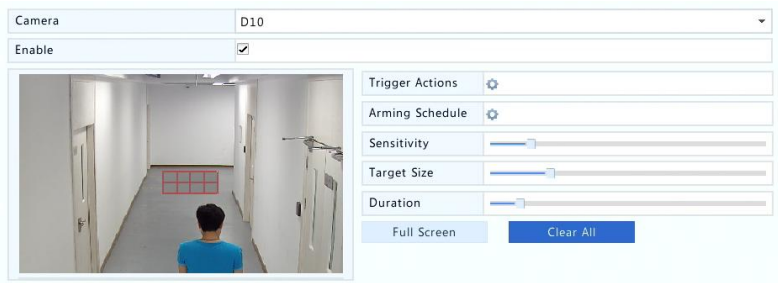 Camera D10
Enable
Trigger Actions
Arming Schedule
Sensitivity
Target Size
Duration
Full Screen Clear All